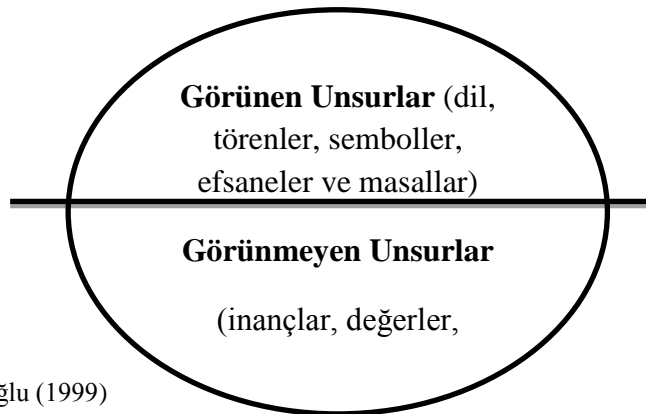 Görünen Unsurlar (dil,
törenler, semboller,
efsaneler ve masallar)
Görünmeyen Unsurlar
(inançlar, değerler,
ğlu (1999)